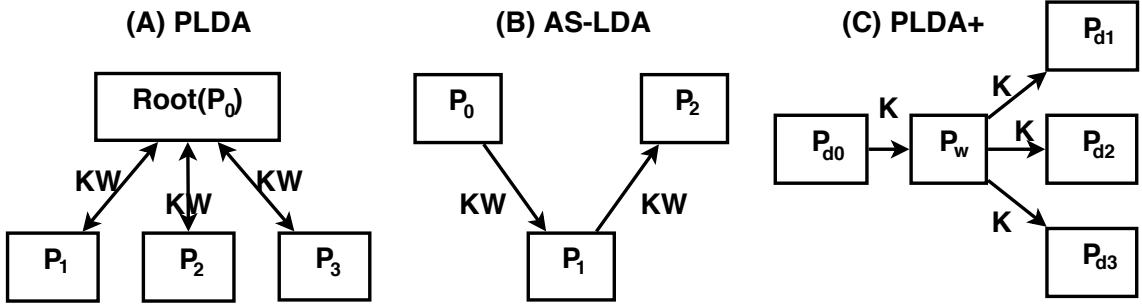 (A) PLDA
Root(P0)
KW KW KW
P1 P2 P3
(B) AS-LDA
P0 P2
KW KW
P1
(C) PLDA+
Pd1
K
K
Pd0 Pw K Pd2
K
Pd3